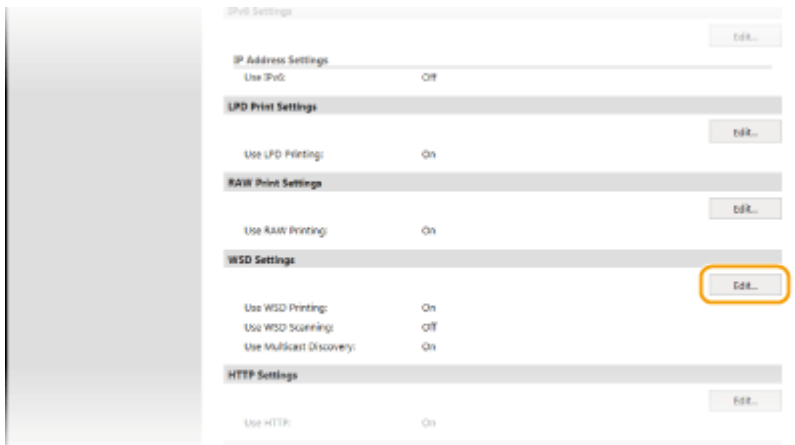 IPv6 Settings
Edit...
IP Address Settings
Use IPv6: Off
LPD Print Settings
Edit...
Use LPD Printing: On
RAW Print Settings
Edit...
Use RAW Printing: On
WSD Settings
Edit...
Use WSD Printing: On
Use WSD Scanning: Off
Use Multicast Discovery: On
HTTP Settings
Edit...
Use HTTP: On